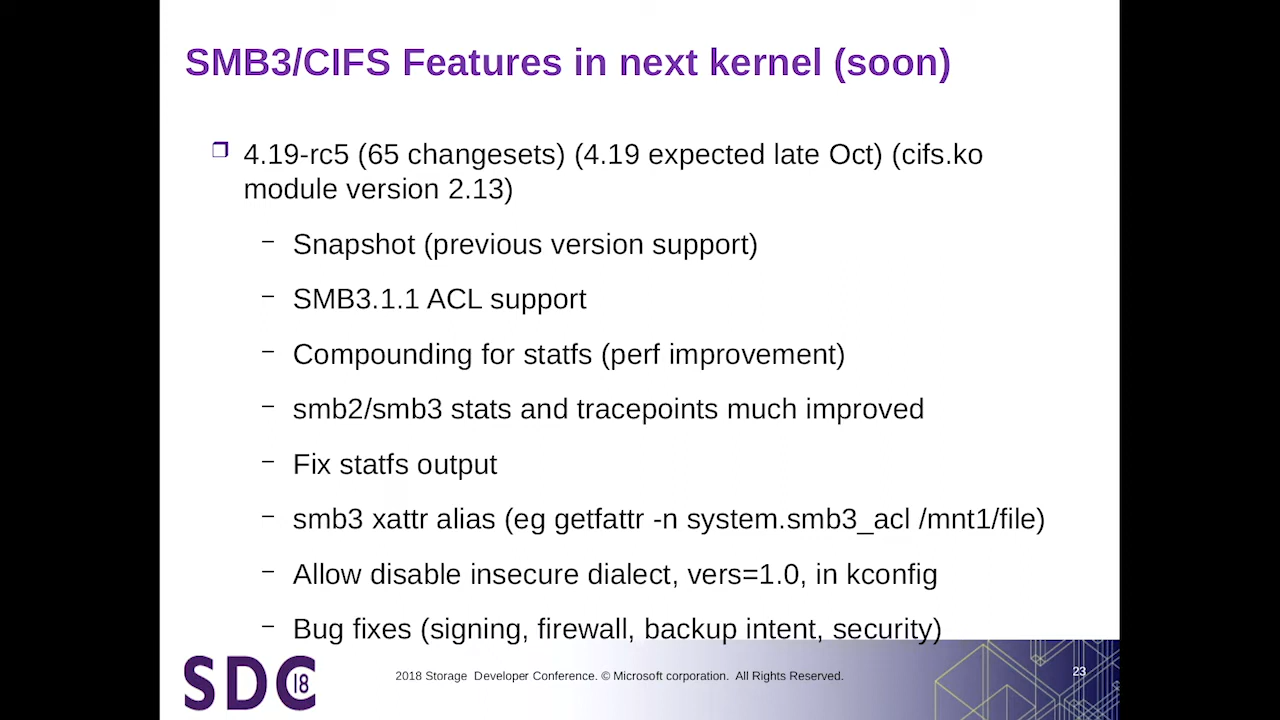 SMB3/CIFS Features in next kernel (soon)
❐ 4.19-rc5 (65 changesets) (4.19 expected late Oct) (cifs.ko
module version 2.13)
– Snapshot (previous version support)
– SMB3.1.1 ACL support
– Compounding for statfs (perf improvement)
– smb2/smb3 stats and tracepoints much improved
– Fix statfs output
– smb3 xattr alias (eg getfattr -n system.smb3_acl /mnt1/file)
– Allow disable insecure dialect, vers=1.0, in kconfig
– Bug fixes (signing, firewall, backup intent, security)
SDC 18
2018 Storage  Developer Conference. © Microsoft corporation.  All Rights Reserved.
23